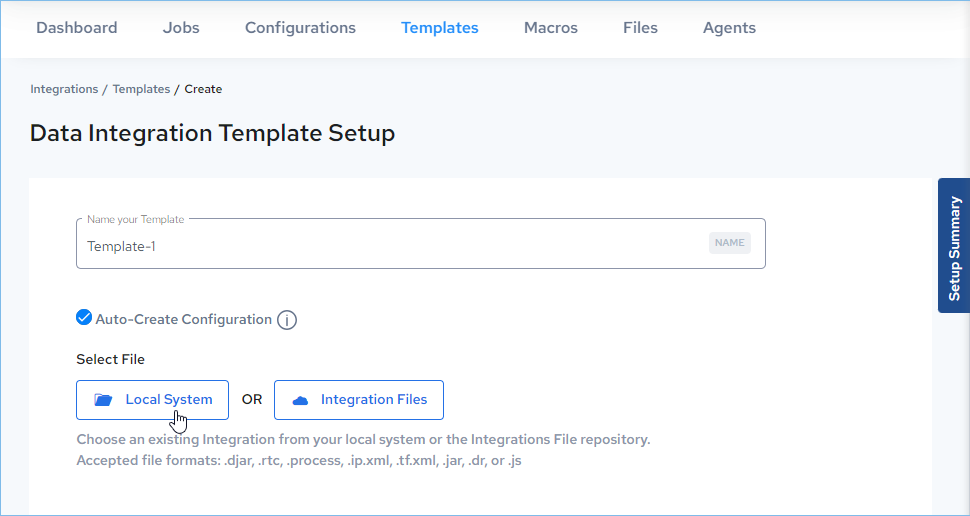 Dashboard Jobs Configurations Templates Macros Files Agents
Integrations / Templates / Create
Data Integration Template Setup
Setup Summary
Name your Template
Template-1 NAME
Auto-Create Configuration i
Select File
Local System OR Integration Files
Choose an existing Integration from your local system or the Integrations File repository.
Accepted file formats: .djar, .rtc, .process, .ip.xml, .tf.xml, .jar, .dr, or .js